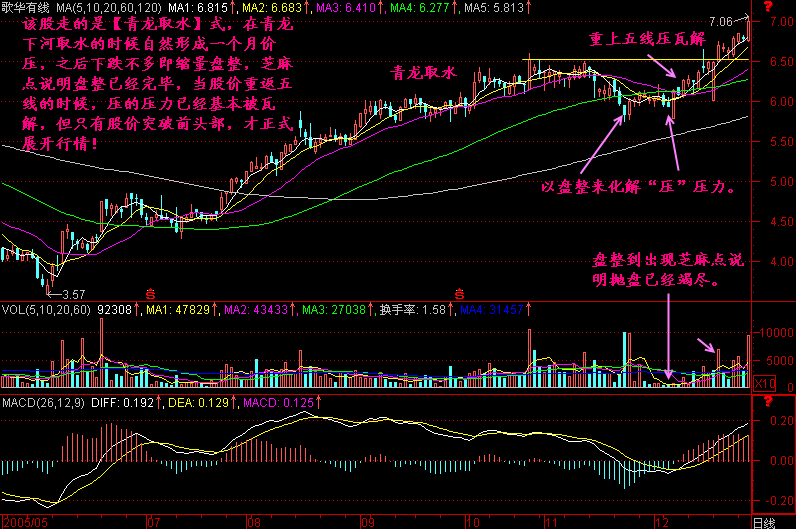 歌华有线 MA(5,10,20,60,120) MA1: 6.815↑, MA2: 6.683↑, MA3: 6.410↑, MA4: 6.277↑, MA5: 5.813↑
该股走的是【青龙取水】式，在青龙
下河取水的时候自然形成一个月价
压，之后下跌不多即缩量盘整，芝麻
点说明盘整已经完毕，当股价重返五
线的时候，压的压力已经基本被瓦
解，但只有股价突破前头部，才正式
展开行情！
青龙取水
重上五线压瓦解
7.06
7.00
6.50
6.00
5.50
5.00
4.50
4.00
以盘整来化解“压”压力。
盘整到出现芝麻点说
明抛盘已经竭尽。
3.57
S
S
?
VOL(5,10,20,60) 92308↑, MA1: 47829↑, MA2: 43433↑, MA3: 27038↑, 换手率: 1.58↑, MA4: 31457↑
10000
5000
0
X10
MACD(26,12,9) DIFF: 0.192↑, DEA: 0.129↑, MACD: 0.125↑
?
0.20
0.00
-0.20
2005/05
07
08
09
10
11
12
日线